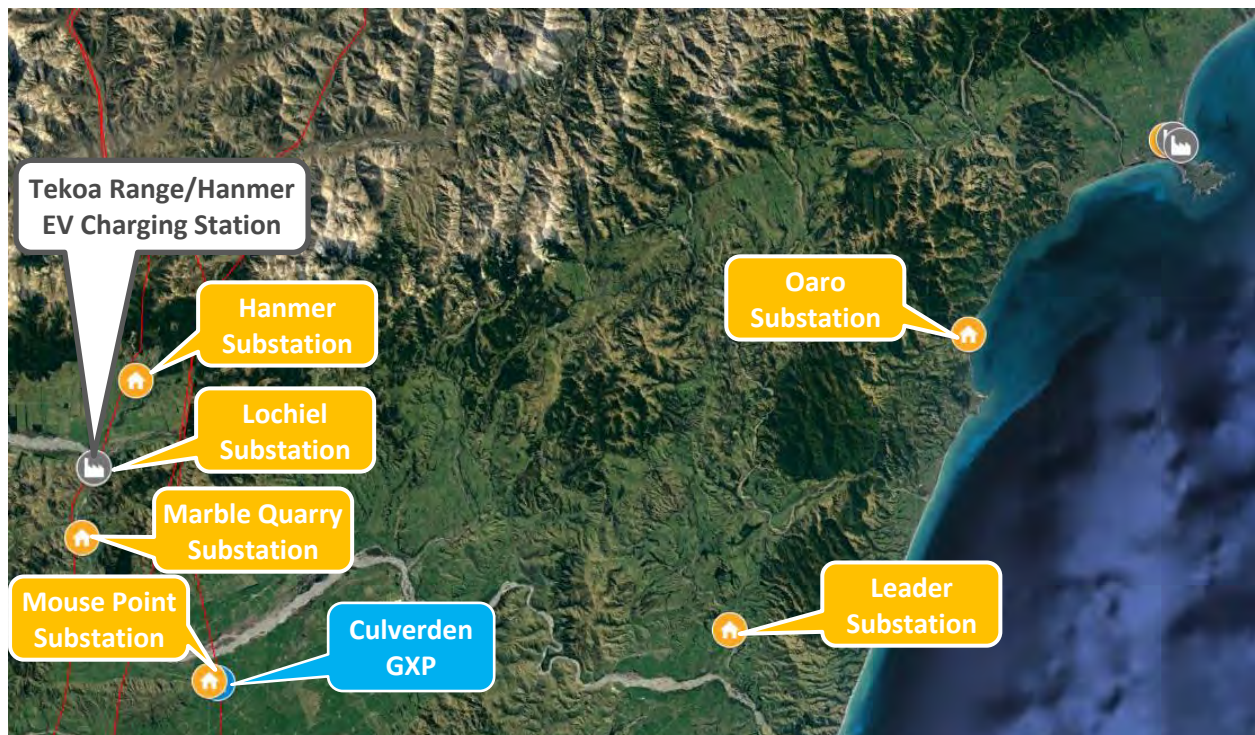 Tekoa Range/Hanmer
EV Charging Station
Hanmer
Substation
Lochiel
Substation
Marble Quarry
Substation
Mouse Point
Substation
Culverden
GXP
Oaro
Substation
Leader
Substation